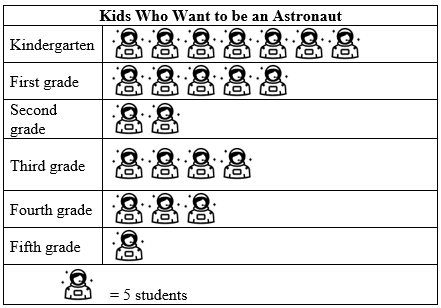 Kids Who Want to be an Astronaut
Kindergarten
First grade
Second
grade
Third grade
Fourth grade
Fifth grade
= 5 students